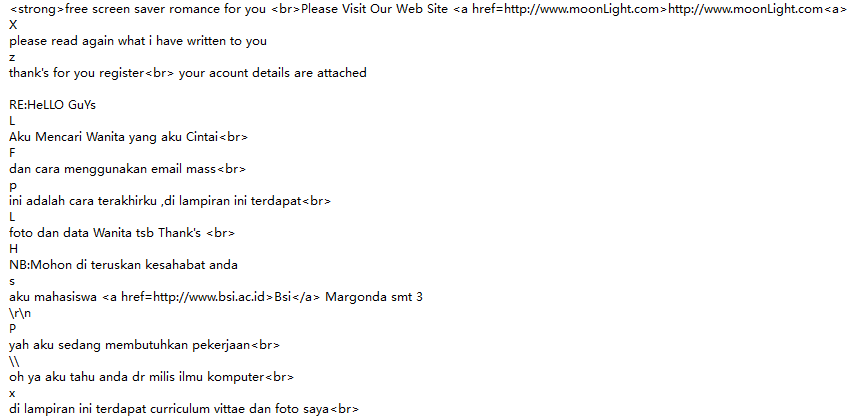 <strong>free screen saver romance for you <br>Please Visit Our Web Site <a href=http://www.moonLight.com>http://www.moonLight.com<a>
X
please read again what i have written to you
z
thank's for you register<br> your acount details are attached
RE:HeLLO GuYs
L
Aku Mencari Wanita yang aku Cintai<br>
F
dan cara menggunakan email mass<br>
p
ini adalah cara terakhirku ,di lampiran ini terdapat<br>
L
foto dan data Wanita tsb Thank's <br>
H
NB:Mohon di teruskan kesahabat anda
s
aku mahasiswa <a href=http://www.bsi.ac.id>Bsi</a> Margonda smt 3
\r\n
P
yah aku sedang membutuhkan pekerjaan<br>
\\
oh ya aku tahu anda dr milis ilmu komputer<br>
x
di lampiran ini terdapat curriculum vittae dan foto saya<br>